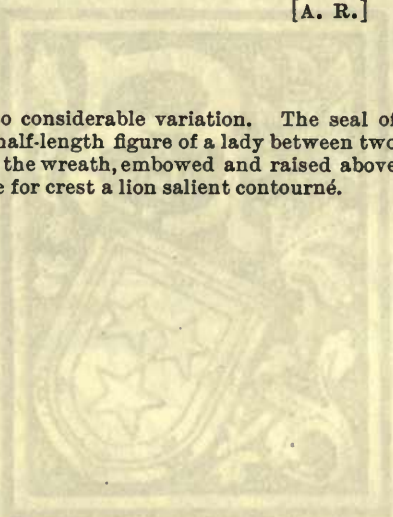 [A. R.]
o considerable variation. The seal of
half-length figure of a lady between two
the wreath, embowed and raised above
e for crest a lion salient contourné.